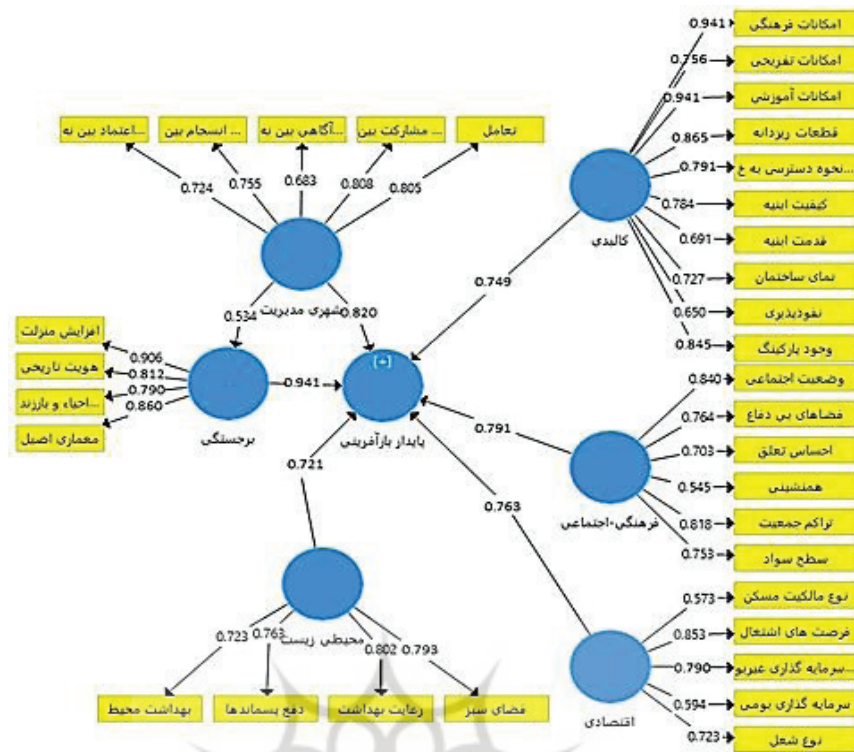 امکانات فرهنگی
0.941
امکانات تفریحی
0.756
امکانات آموزشی
0.941
قطعات ریزدانه
0.865
نحوه دسترسی به خ...
0.791
کیفیت ابنیه
0.784
قدمت ابنیه
0.691
نمای ساختمان
0.727
نفوذپذیری
0.650
وجود پارکینگ
0.845
کالبدی
0.749
تعامل
مشارکت بین ...
آگاهی بین نه...
انسجام بین ...
اعتماد بین نه...
0.805
0.808
0.683
0.755
0.724
شهری مدیریت
0.534
0.820
افزایش منزلت
0.906
هویت تاریخی
0.812
احیاء و باززند...
0.790
معماری اصیل
0.860
برجستگی
0.941
[+]
پایدار بازآفرینی
وضعیت اجتماعی
0.840
فضاهای بی دفاع
0.764
احساس تعلق
0.703
همنشینی
0.545
تراکم جمعیت
0.818
سطح سواد
0.753
فرهنگی-اجتماعی
0.791
0.763
0.721
نوع مالکیت مسکن
0.573
فرصت های اشتغال
0.853
سرمایه گذاری غیربو...
0.790
سرمایه گذاری بومی
0.594
نوع شغل
0.723
اقتصادی
محیطی زیست
0.793
0.802
0.763
0.723
فضای سبز
رعایت بهداشت
دفع پسماندها
بهداشت محیط